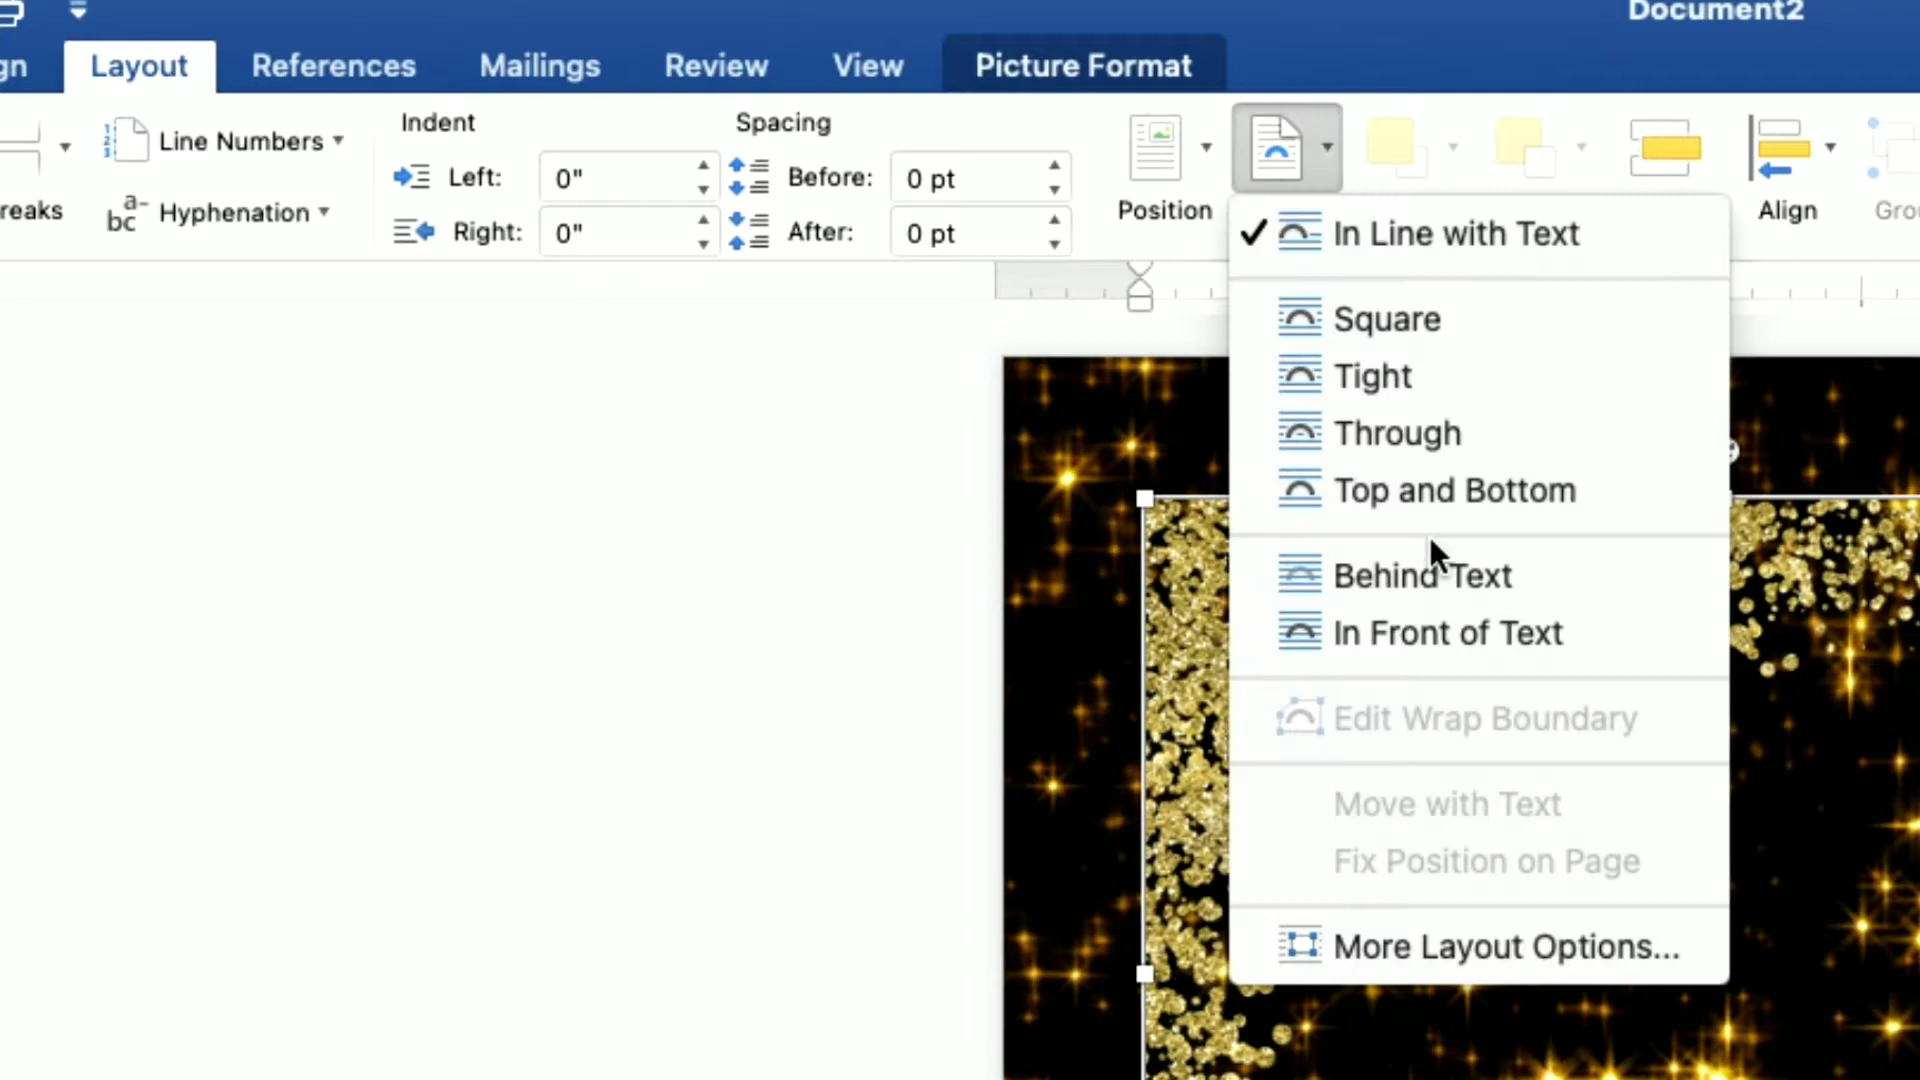 Document2
gn Layout References Mailings Review View Picture Format
Line Numbers
Indent
Spacing
Left: 0"
Before: 0 pt
reaks
Hyphenation
Right: 0"
After: 0 pt
Position
Align
Grou
In Line with Text
Square
Tight
Through
Top and Bottom
Behind Text
In Front of Text
Edit Wrap Boundary
Move with Text
Fix Position on Page
More Layout Options...